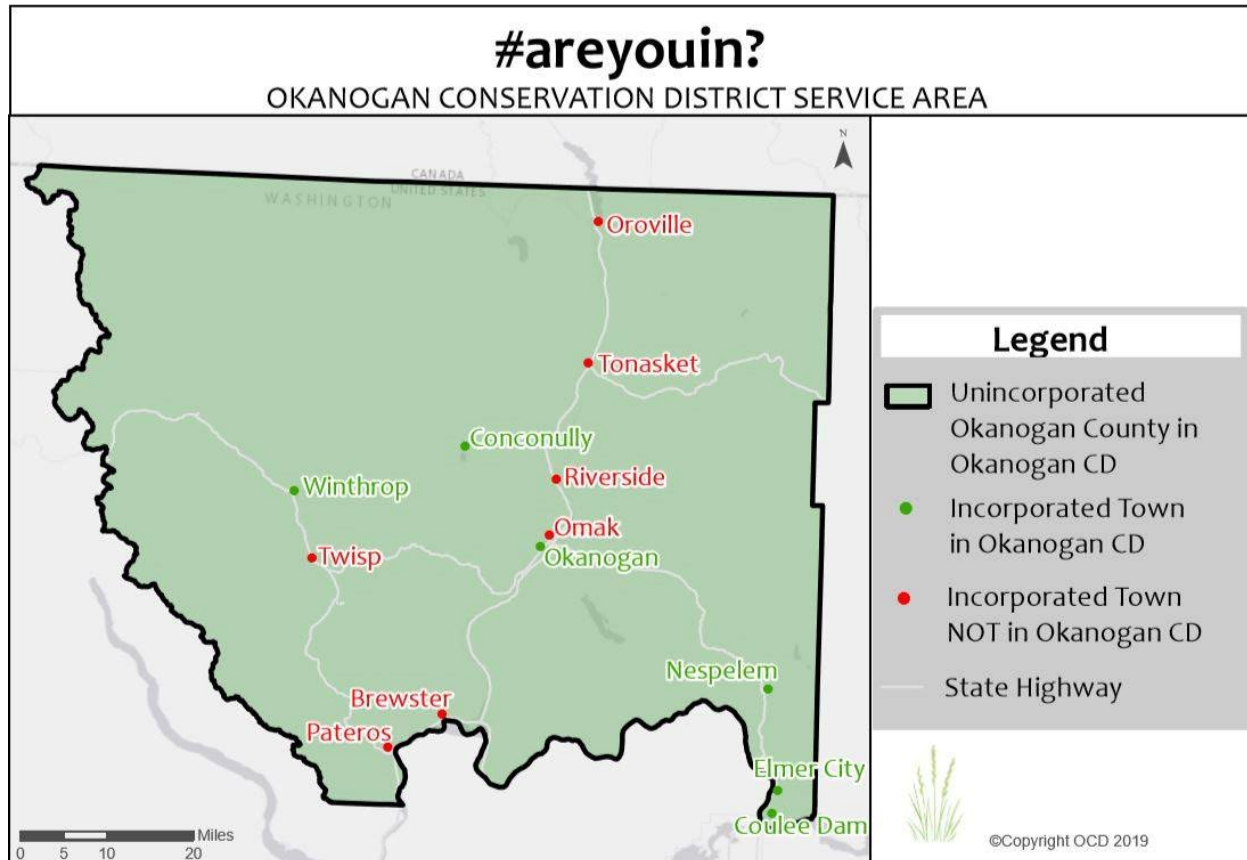 #areyouin?
OKANOGAN CONSERVATION DISTRICT SERVICE AREA
N
CANADA
UNITED STATES
WASHINGTON
Oroville
Tonasket
Conconully
Riverside
Winthrop
Omak
Okanogan
Twisp
Nespelem
Brewster
Pateros
Elmer City
Coulee Dam
Miles
0 5 10 20
Legend
Unincorporated
Okanogan County in
Okanogan CD
Incorporated Town
in Okanogan CD
Incorporated Town
NOT in Okanogan CD
State Highway
©Copyright OCD 2019